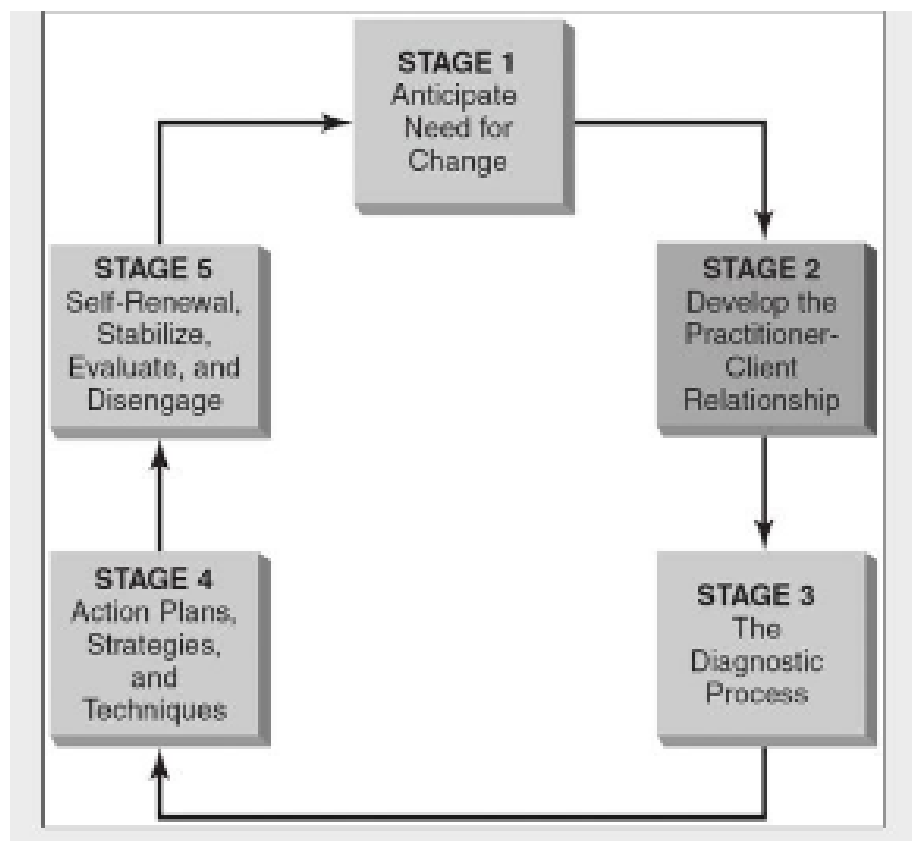 STAGE 1
Anticipate
Need for
Change
STAGE 2
Develop the
Practitioner-
Client
Relationship
STAGE 3
The
Diagnostic
Process
STAGE 4
Action Plans,
Strategies,
and
Techniques
STAGE 5
Self-Renewal,
Stabilize,
Evaluate, and
Disengage